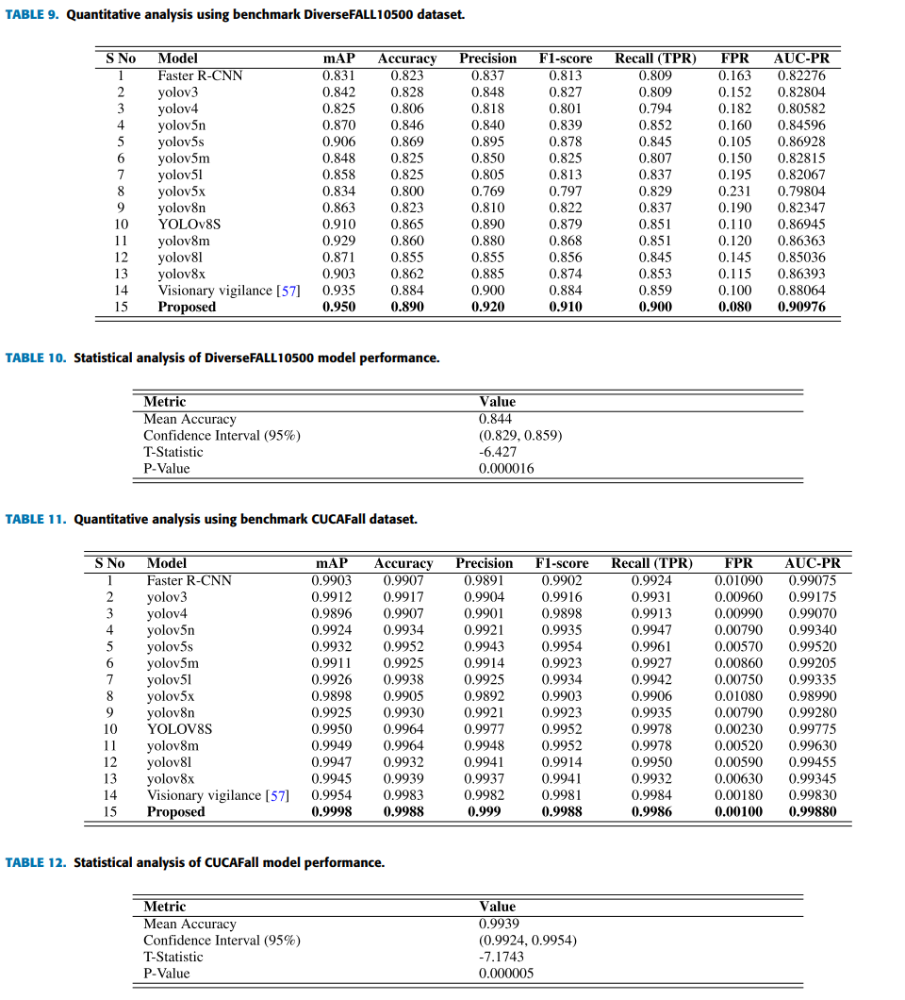 TABLE 9. Quantitative analysis using benchmark DiverseFALL10500 dataset.
S No Model mAP Accuracy Precision F1-score Recall (TPR) FPR AUC-PR
1 Faster R-CNN 0.831 0.823 0.837 0.813 0.809 0.163 0.82276
2 yolov3 0.842 0.828 0.848 0.827 0.809 0.152 0.82804
3 yolov4 0.825 0.806 0.818 0.801 0.794 0.182 0.80582
4 yolov5n 0.870 0.846 0.840 0.839 0.852 0.160 0.84596
5 yolov5s 0.906 0.869 0.895 0.878 0.845 0.105 0.86928
6 yolov5m 0.848 0.825 0.850 0.825 0.807 0.150 0.82815
7 yolov5l 0.858 0.825 0.805 0.813 0.837 0.195 0.82067
8 yolov5x 0.834 0.800 0.769 0.797 0.829 0.231 0.79804
9 yolov8n 0.863 0.823 0.810 0.822 0.837 0.190 0.82347
10 YOLOv8S 0.910 0.865 0.890 0.879 0.851 0.110 0.86945
11 yolov8m 0.929 0.860 0.880 0.868 0.851 0.120 0.86363
12 yolov8l 0.871 0.855 0.855 0.856 0.845 0.145 0.85036
13 yolov8x 0.903 0.862 0.885 0.874 0.853 0.115 0.86393
14 Visionary vigilance [57] 0.935 0.884 0.900 0.884 0.859 0.100 0.88064
15 Proposed 0.950 0.890 0.920 0.910 0.900 0.080 0.90976
TABLE 10. Statistical analysis of DiverseFALL10500 model performance.
Metric Value
Mean Accuracy 0.844
Confidence Interval (95%) (0.829, 0.859)
T-Statistic -6.427
P-Value 0.000016
TABLE 11. Quantitative analysis using benchmark CUCAFall dataset.
S No Model mAP Accuracy Precision F1-score Recall (TPR) FPR AUC-PR
1 Faster R-CNN 0.9903 0.9907 0.9891 0.9902 0.9924 0.01090 0.99075
2 yolov3 0.9912 0.9917 0.9904 0.9916 0.9931 0.00960 0.99175
3 yolov4 0.9896 0.9907 0.9901 0.9898 0.9913 0.00990 0.99070
4 yolov5n 0.9924 0.9934 0.9921 0.9935 0.9947 0.00790 0.99340
5 yolov5s 0.9932 0.9952 0.9943 0.9954 0.9961 0.00570 0.99520
6 yolov5m 0.9911 0.9925 0.9914 0.9923 0.9927 0.00860 0.99205
7 yolov5l 0.9926 0.9938 0.9925 0.9934 0.9942 0.00750 0.99335
8 yolov5x 0.9898 0.9905 0.9892 0.9903 0.9906 0.01080 0.98990
9 yolov8n 0.9925 0.9930 0.9921 0.9923 0.9935 0.00790 0.99280
10 YOLOV8S 0.9950 0.9964 0.9977 0.9952 0.9978 0.00230 0.99775
11 yolov8m 0.9949 0.9964 0.9948 0.9952 0.9978 0.00520 0.99630
12 yolov8l 0.9947 0.9932 0.9941 0.9914 0.9950 0.00590 0.99455
13 yolov8x 0.9945 0.9939 0.9937 0.9941 0.9932 0.00630 0.99345
14 Visionary vigilance [57] 0.9954 0.9983 0.9982 0.9981 0.9984 0.00180 0.99830
15 Proposed 0.9998 0.9988 0.999 0.9988 0.9986 0.00100 0.99880
TABLE 12. Statistical analysis of CUCAFall model performance.
Metric Value
Mean Accuracy 0.9939
Confidence Interval (95%) (0.9924, 0.9954)
T-Statistic -7.1743
P-Value 0.000005